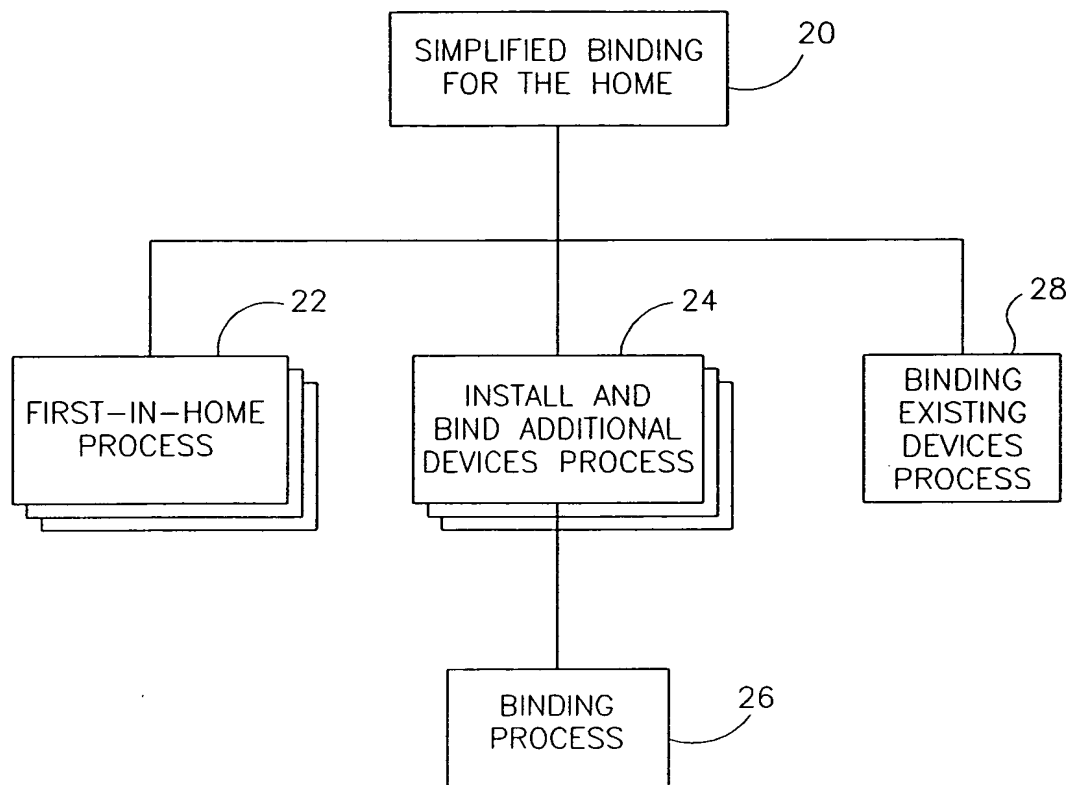 SIMPLIFIED BINDING
FOR THE HOME
20
22
FIRST-IN-HOME
PROCESS
24
INSTALL AND
BIND ADDITIONAL
DEVICES PROCESS
28
BINDING
EXISTING
DEVICES
PROCESS
BINDING
PROCESS
26